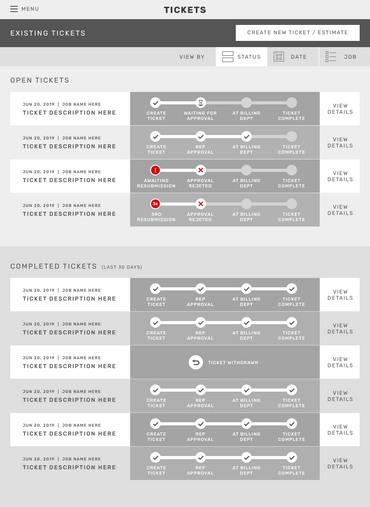 MENU
TICKETS
EXISTING TICKETS
CREATE NEW TICKET / ESTIMATE
VIEW BY
STATUS
DATE
JOB
OPEN TICKETS
JUN 20, 2019 | JOB NAME HERE
TICKET DESCRIPTION HERE
CREATE TICKET
WAITING FOR APPROVAL
AT BILLING DEPT
TICKET COMPLETE
VIEW DETAILS
JUN 20, 2019 | JOB NAME HERE
TICKET DESCRIPTION HERE
CREATE TICKET
REP APPROVAL
AT BILLING DEPT
TICKET COMPLETE
VIEW DETAILS
JUN 20, 2019 | JOB NAME HERE
TICKET DESCRIPTION HERE
!
AWAITING RESUBMISSION
APPROVAL REJETED
AT BILLING DEPT
TICKET COMPLETE
VIEW DETAILS
JUN 20, 2019 | JOB NAME HERE
TICKET DESCRIPTION HERE
3RD RESUBMISSION
APPROVAL REJETED
AT BILLING DEPT
TICKET COMPLETE
VIEW DETAILS
COMPLETED TICKETS (LAST 30 DAYS)
JUN 20, 2019 | JOB NAME HERE
TICKET DESCRIPTION HERE
CREATE TICKET
REP APPROVAL
AT BILLING DEPT
TICKET COMPLETE
VIEW DETAILS
JUN 20, 2019 | JOB NAME HERE
TICKET DESCRIPTION HERE
CREATE TICKET
REP APPROVAL
AT BILLING DEPT
TICKET COMPLETE
VIEW DETAILS
JUN 20, 2019 | JOB NAME HERE
TICKET DESCRIPTION HERE
TICKET WITHDRAWN
VIEW DETAILS
JUN 20, 2019 | JOB NAME HERE
TICKET DESCRIPTION HERE
CREATE TICKET
REP APPROVAL
AT BILLING DEPT
TICKET COMPLETE
VIEW DETAILS
JUN 20, 2019 | JOB NAME HERE
TICKET DESCRIPTION HERE
CREATE TICKET
REP APPROVAL
AT BILLING DEPT
TICKET COMPLETE
VIEW DETAILS
JUN 20, 2019 | JOB NAME HERE
TICKET DESCRIPTION HERE
CREATE TICKET
REP APPROVAL
AT BILLING DEPT
TICKET COMPLETE
VIEW DETAILS